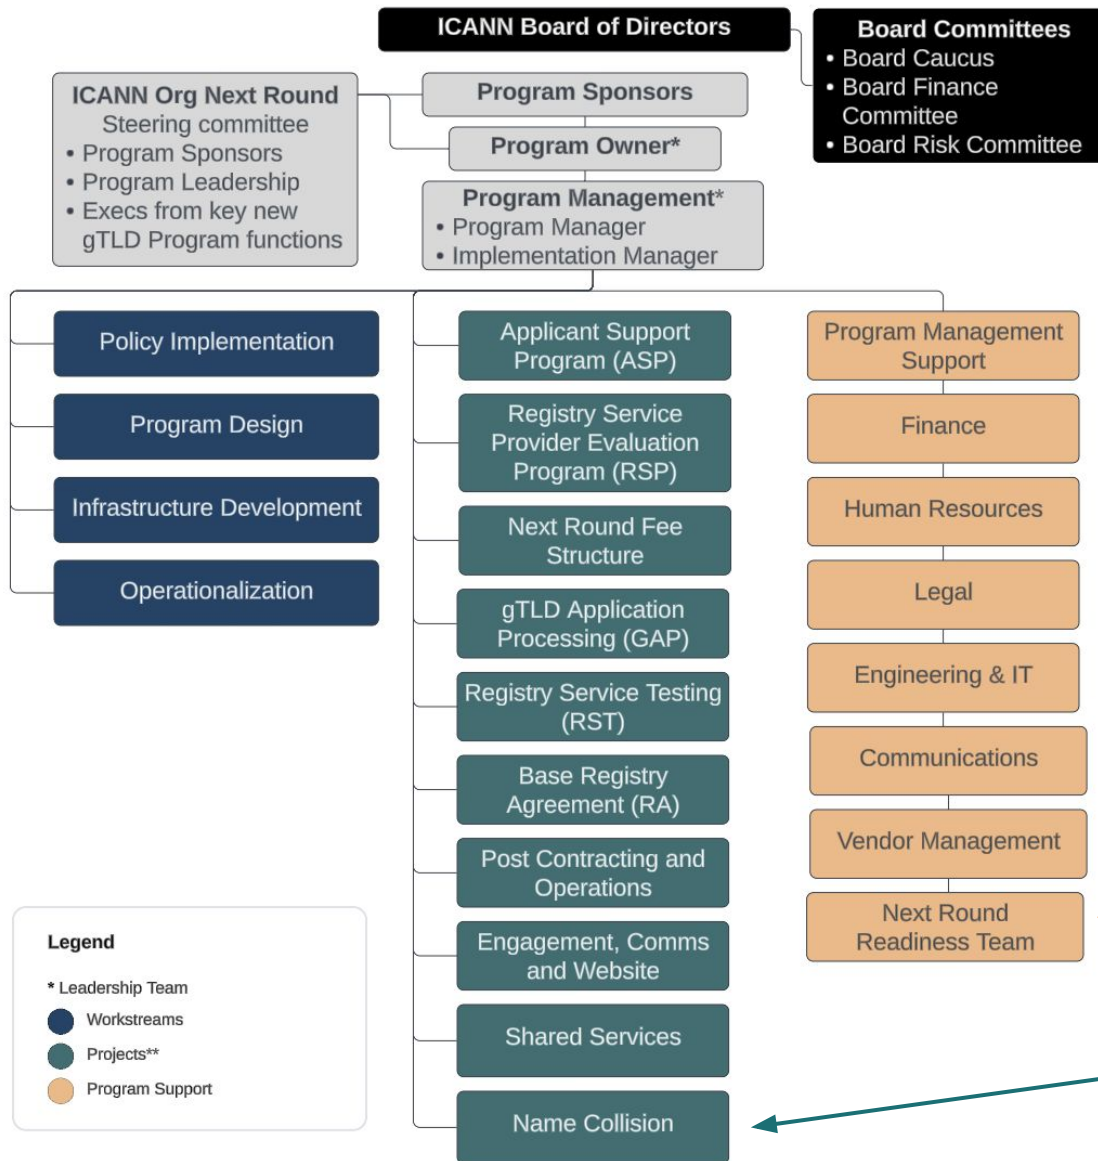 ICANN Board of Directors
Board Committees
• Board Caucus
• Board Finance
Committee
• Board Risk Committee
ICANN Org Next Round
Steering committee
• Program Sponsors
• Program Leadership
• Execs from key new
gTLD Program functions
Program Sponsors
Program Owner*
Program Management*
• Program Manager
• Implementation Manager
Policy Implementation
Program Design
Infrastructure Development
Operationalization
Applicant Support
Program (ASP)
Registry Service
Provider Evaluation
Program (RSP)
Next Round Fee
Structure
gTLD Application
Processing (GAP)
Registry Service Testing
(RST)
Base Registry
Agreement (RA)
Post Contracting and
Operations
Engagement, Comms
and Website
Shared Services
Name Collision
Program Management
Support
Finance
Human Resources
Legal
Engineering & IT
Communications
Vendor Management
Next Round
Readiness Team
Legend
* Leadership Team
Workstreams
Projects**
Program Support